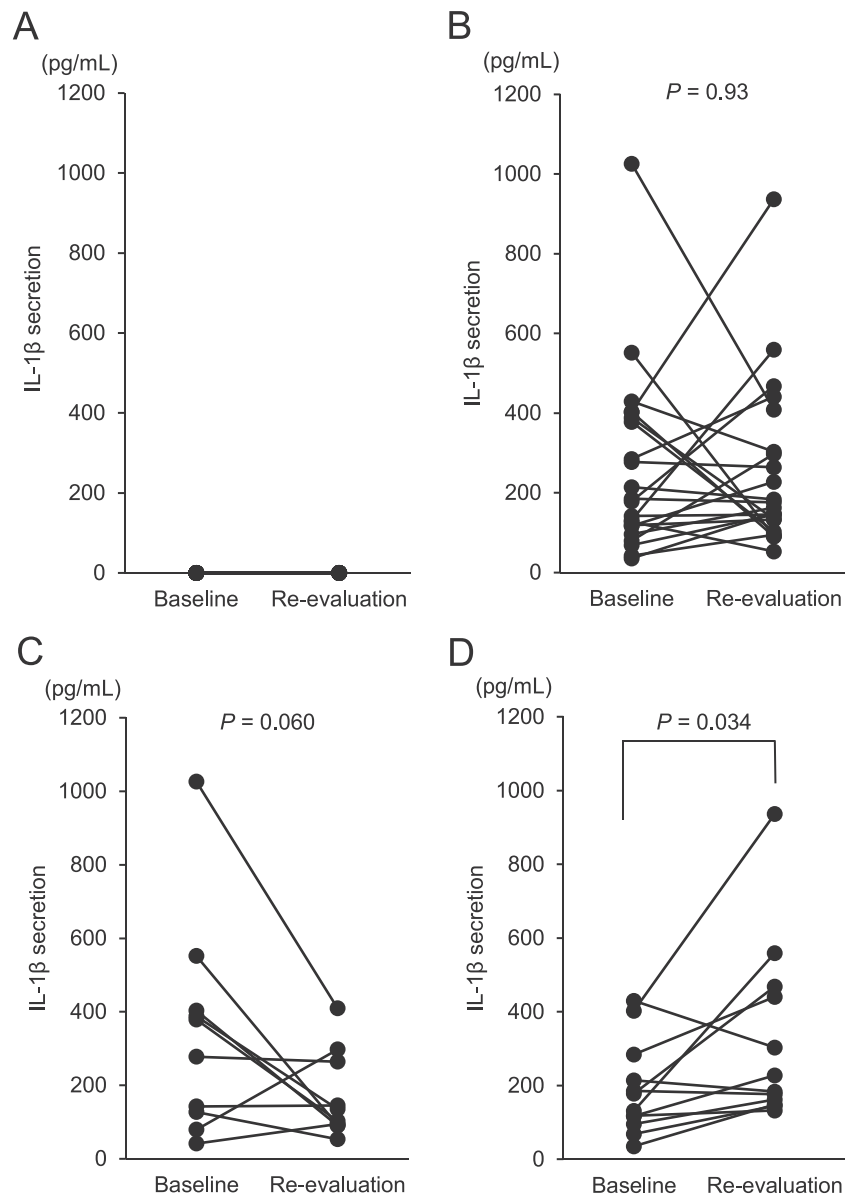 A
(pg/mL)
1200
1000
800
600
400
200
0
IL-1β secretion
Baseline Re-evaluation
B
(pg/mL)
P = 0.93
1200
1000
800
600
400
200
0
IL-1β secretion
Baseline Re-evaluation
C
(pg/mL)
P = 0.060
1200
1000
800
600
400
200
0
IL-1β secretion
Baseline Re-evaluation
D
(pg/mL)
P = 0.034
1200
1000
800
600
400
200
0
IL-1β secretion
Baseline Re-evaluation